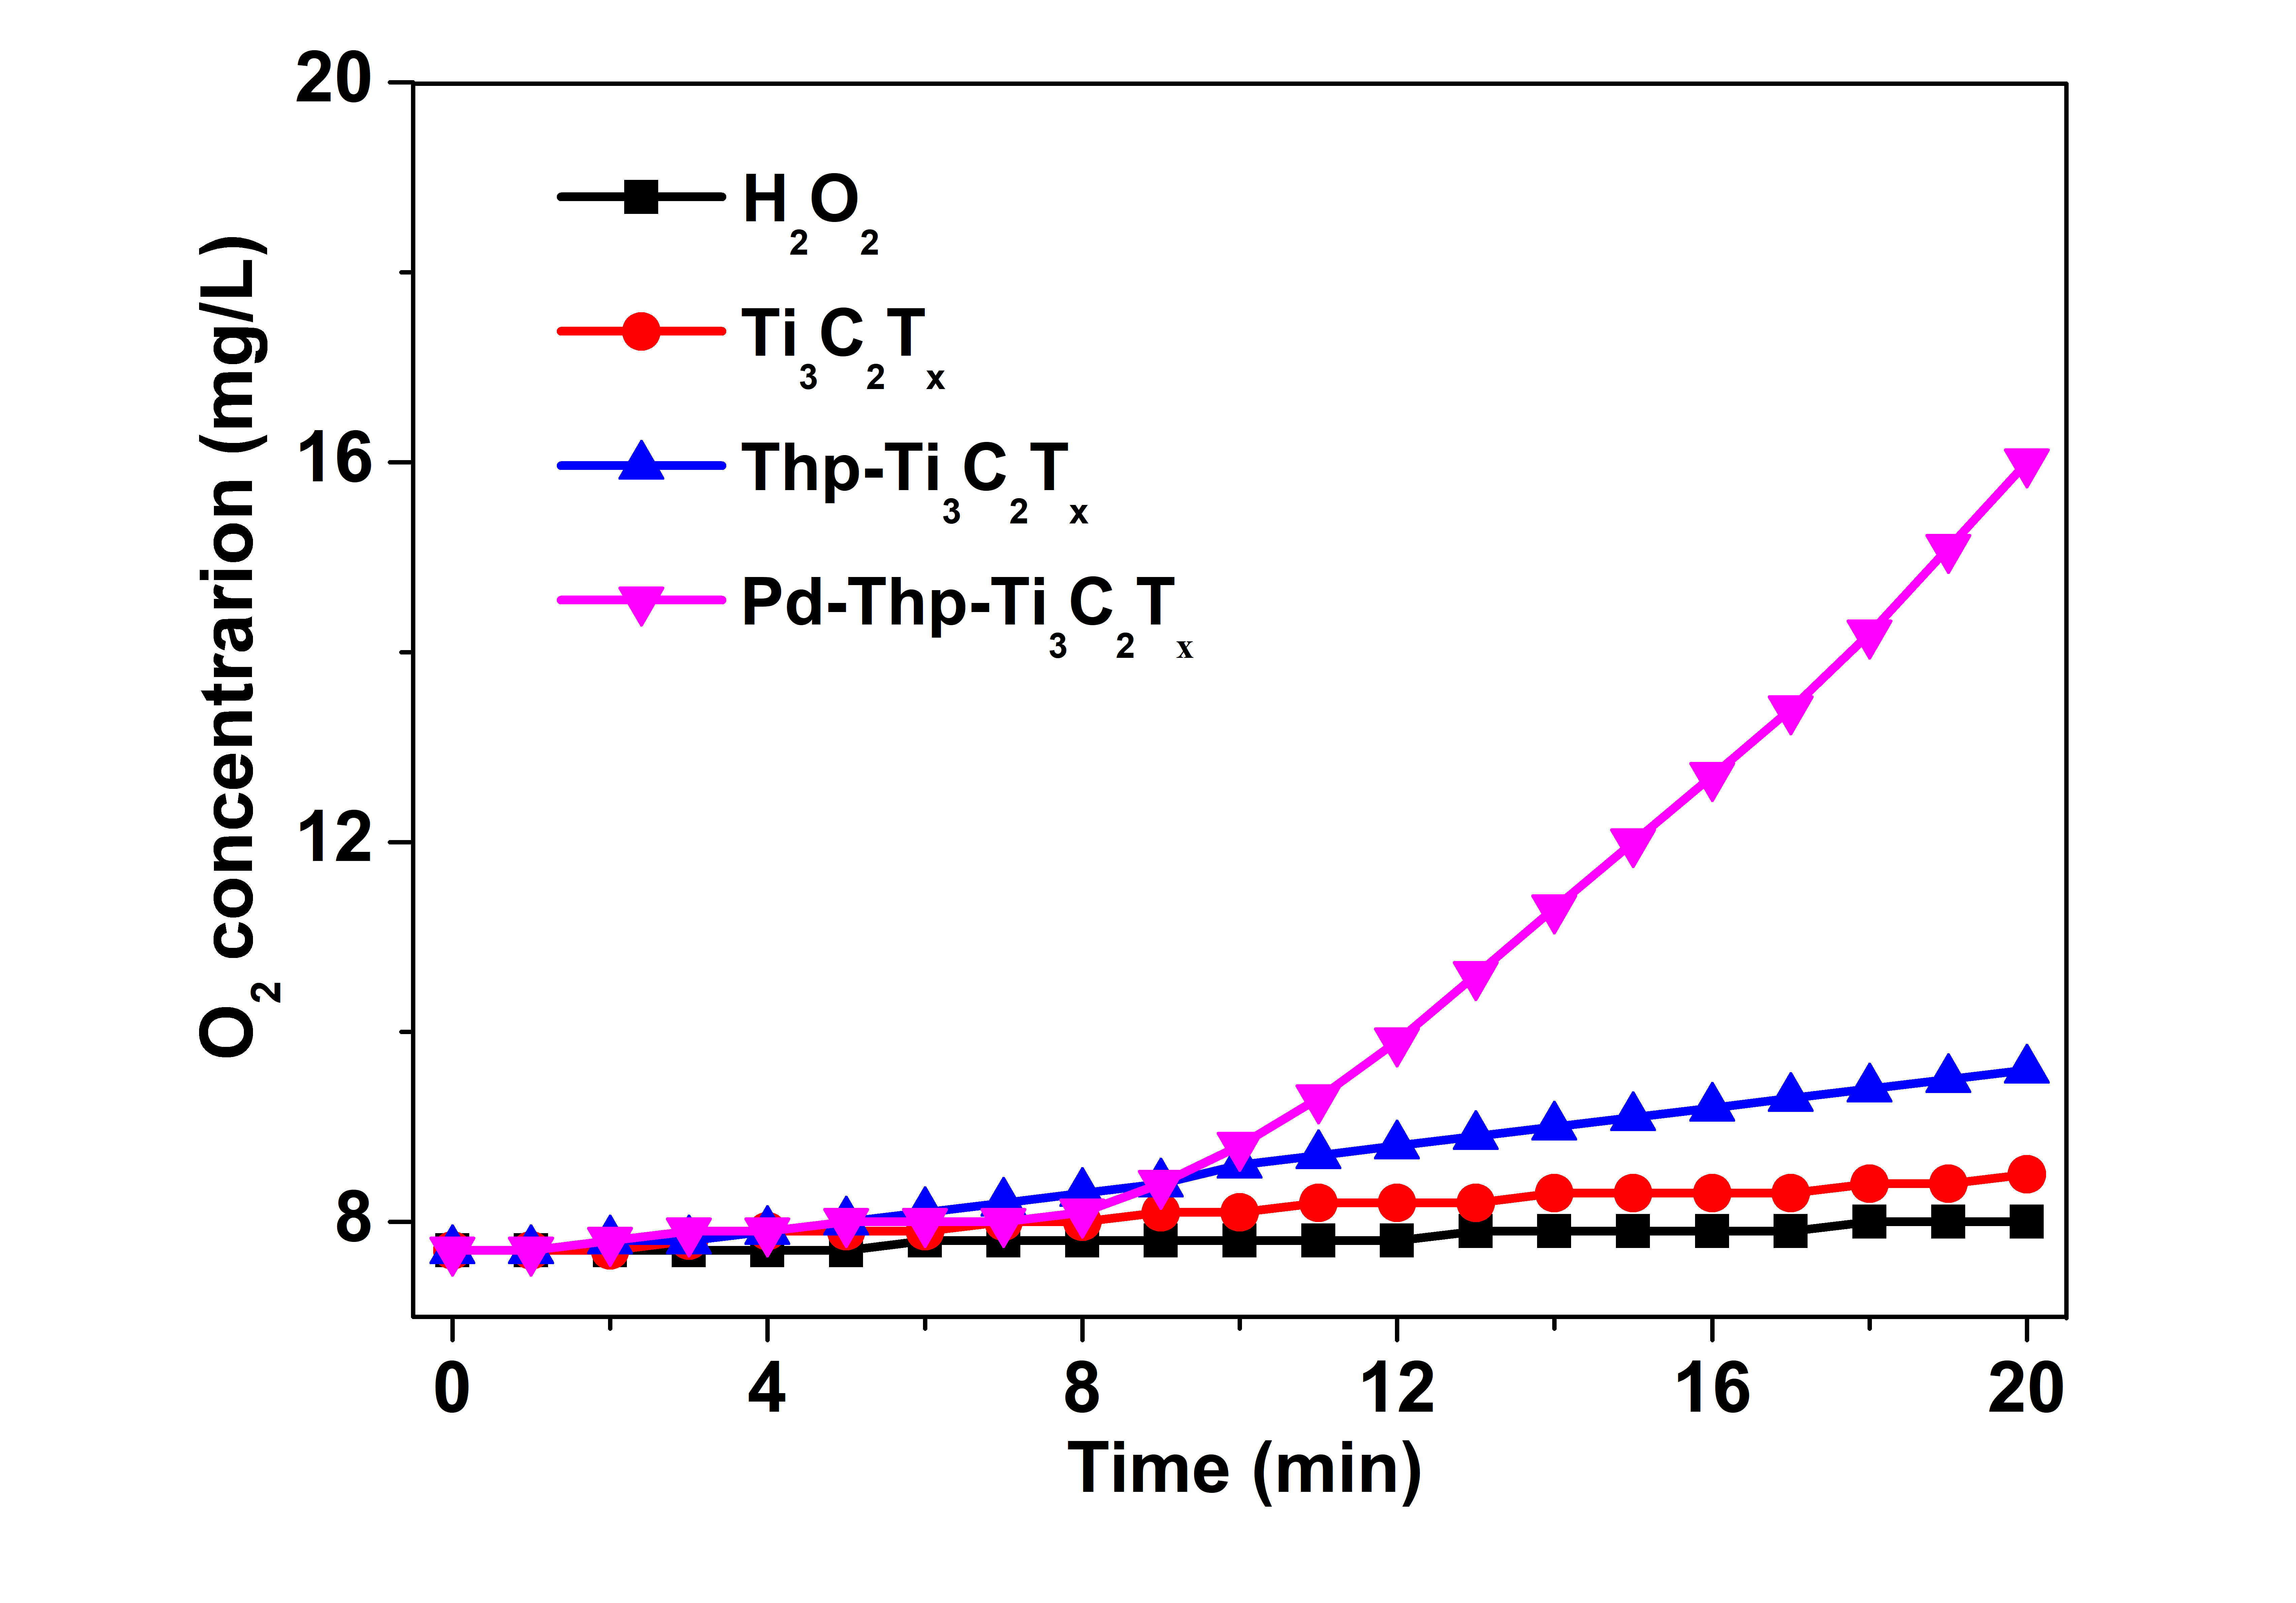 20
16
12
8
O₂ concentrarion (mg/L)
H₂O₂
Ti₃C₂Tₓ
Thp-Ti₃C₂Tₓ
Pd-Thp-Ti₃C₂Tₓ
0 4 8 12 16 20
Time (min)